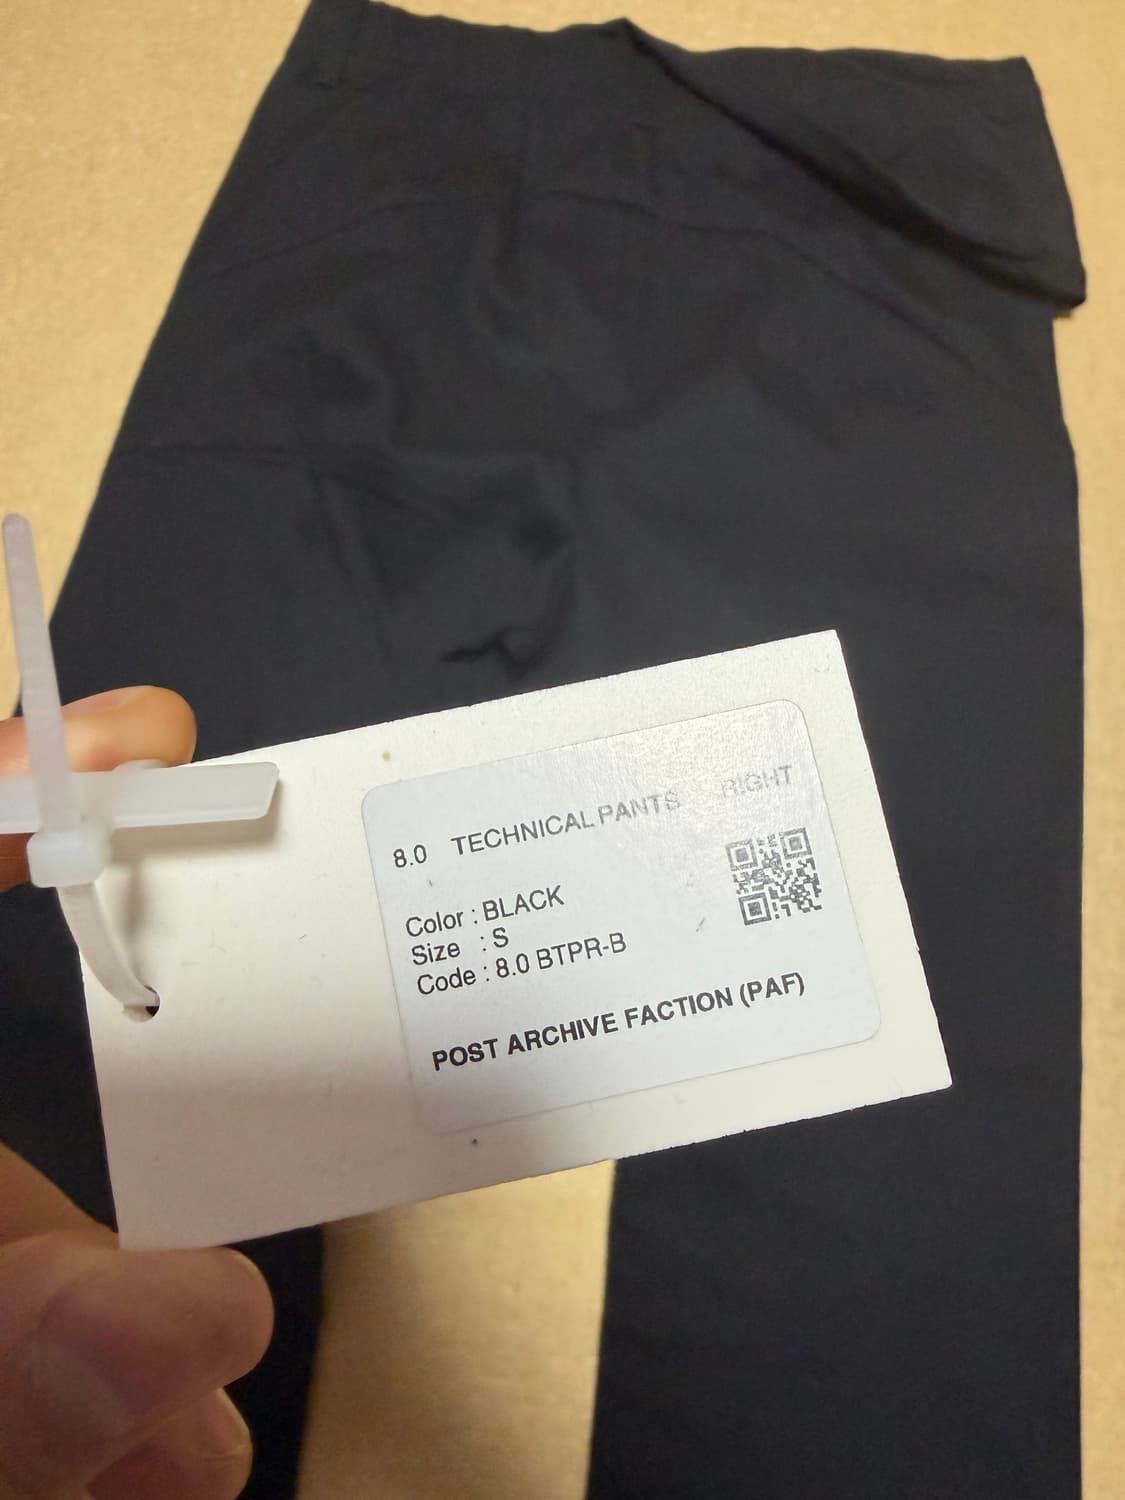 8.0 TECHNICAL PANTS RIGHT
Color : BLACK
Size : S
Code : 8.0 BTPR-B
POST ARCHIVE FACTION (PAF)